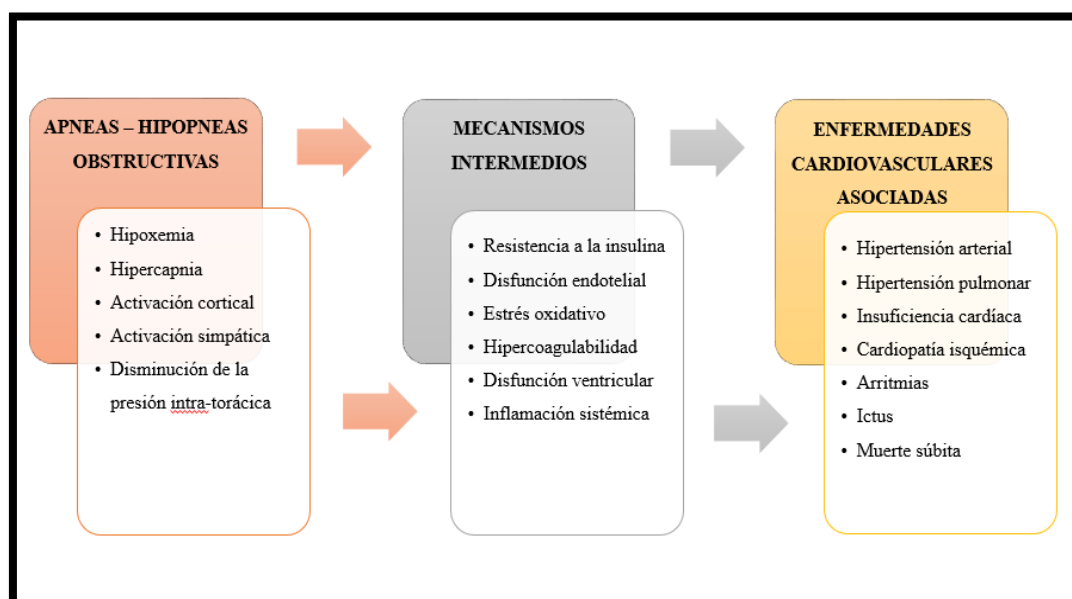 APNEAS – HIPOPNEAS
OBSTRUCTIVAS
• Hipoxemia
• Hipercapnia
• Activación cortical
• Activación simpática
• Disminución de la
presión intra-torácica
MECANISMOS
INTERMEDIOS
• Resistencia a la insulina
• Disfunción endotelial
• Estrés oxidativo
• Hipercoagulabilidad
• Disfunción ventricular
• Inflamación sistémica
ENFERMEDADES
CARDIOVASCULARES
ASOCIADAS
• Hipertensión arterial
• Hipertensión pulmonar
• Insuficiencia cardíaca
• Cardiopatía isquémica
• Arritmias
• Ictus
• Muerte súbita